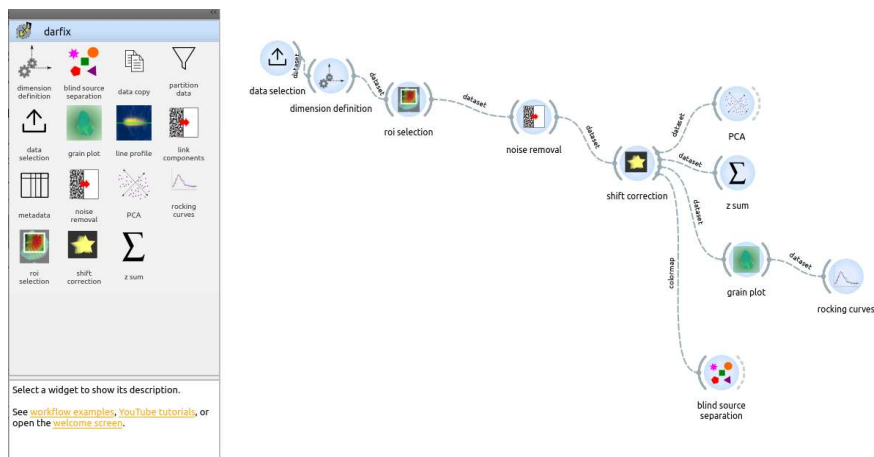 darfix
dimension
definition
blind source
separation
data copy
partition
data
data
selection
grain plot
line profile
link
components
metadata
noise
removal
PCA
rocking
curves
roi
selection
shift
correction
z sum
Select a widget to show its description.
See workflow examples, YouTube tutorials, or
open the welcome screen.
data selection
dataset
dimension definition
dataset
roi selection
dataset
noise removal
dataset
shift correction
dataset
PCA
dataset
z sum
dataset
grain plot
dataset
rocking curves
colormap
blind source
separation